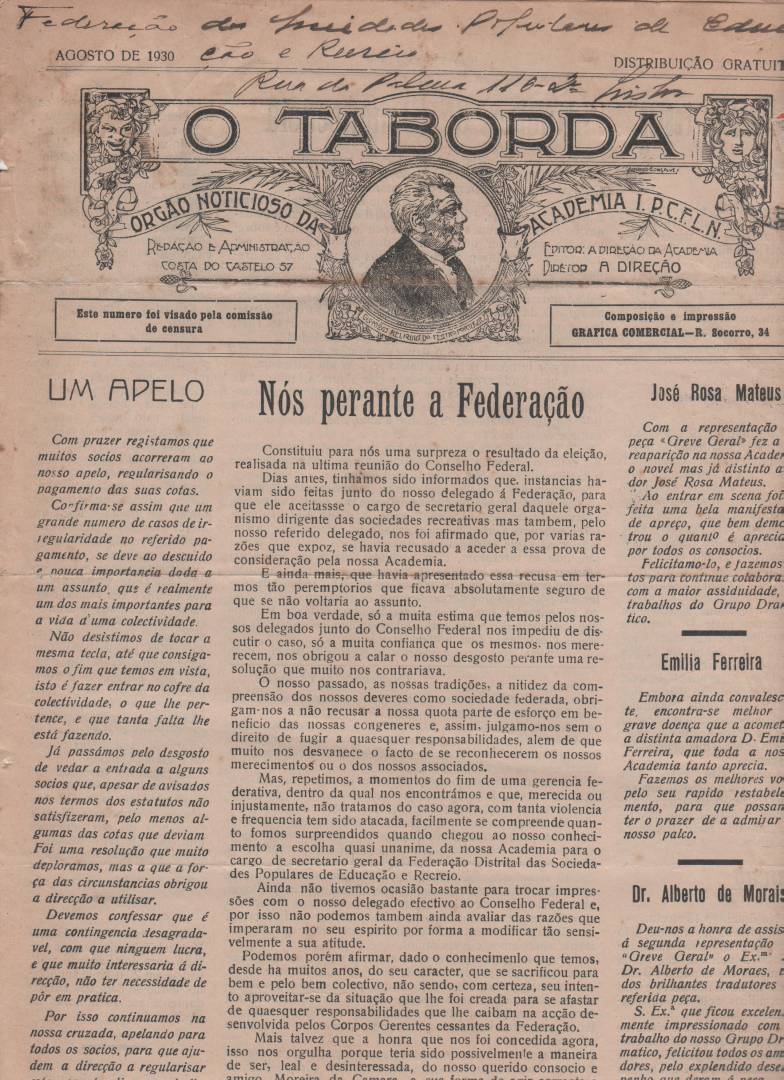 Federação das Sociedades Populares de Educa
ção e Recreio
Rua da Palma 116-2º Lisboa
AGOSTO DE 1930
DISTRIBUIÇÃO GRATUIT
O TABORDA
ORGÃO NOTICIOSO DA
ACADEMIA I.P.C.F.L.N.
REDAÇÃO E ADMINISTRAÇÃO
COSTA DO CASTELO 57
EDITOR: A DIREÇÃO DA ACADEMIA
DIRETOR A DIREÇÃO
Este numero foi visado pela comissão
de censura
Composição e impressão
GRAFICA COMERCIAL—R. Socorro, 34
UM APELO
Com prazer registamos que
muitos socios acorreram ao
nosso apelo, regularisando o
pagamento das suas cotas.
Confirma-se assim que um
grande numero de casos de ir-
regularidade no referido pa-
gamento, se deve ao descuido
e pouca importancia dada a
um assunto, que é realmente
um dos mais importantes para
a vida d'uma colectividade.
Não desistimos de tocar a
mesma tecla, até que consiga-
mos o fim que temos em vista,
isto é fazer entrar no cofre da
colectividade, o que lhe per-
tence, e que tanta falta lhe
está fazendo.
Já passámos pelo desgosto
de vedar a entrada a alguns
socios que, apesar de avisados
nos termos dos estatutos não
satisfizeram, pelo menos al-
gumas das cotas que deviam
Foi uma resolução que muito
deploramos, mas a que a for-
ça das circunstancias obrigou
a direcção a utilisar.
Devemos confessar que é
uma contingencia desagrada-
vel, com que ninguem lucra,
e que muito interessaria á di-
recção, não ter necessidade de
pôr em pratica.
Por isso continuamos na
nossa cruzada, apelando para
todos os socios, para que aju-
dem a direcção a regularisar
Nós perante a Federação
Constituiu para nós uma surpreza o resultado da eleição,
realisada na ultima reunião do Conselho Federal.
Dias antes, tinhamos sido informados que, instancias ha-
viam sido feitas junto do nosso delegado á Federação, para
que ele aceitassse o cargo de secretario geral daquele orga-
nismo dirigente das sociedades recreativas mas tambem, pelo
nosso referido delegado, nos foi afirmado que, por varias ra-
zões que expoz, se havia recusado a aceder a essa prova de
consideração pela nossa Academia.
E ainda mais, que havia apresentado essa recusa em ter-
mos tão peremptorios que ficava absolutamente seguro de
que se não voltaria ao assunto.
Em boa verdade, só a muita estima que temos pelos nos-
sos delegados junto do Conselho Federal nos impediu de dis-
cutir o caso, só a muita confiança que os mesmos, nos mere-
recem, nos obrigou a calar o nosso desgosto perante uma re-
solução que muito nos contrariava.
O nosso passado, as nossas tradições, a nitidez da com-
preensão dos nossos deveres como sociedade federada, obri-
gam-nos a não recusar a nossa quota parte de esforço em be-
neficio das nossas congeneres e, assim, julgamo-nos sem o
direito de fugir a quaesquer responsabilidades, alem de que
muito nos desvanece o facto de se reconhecerem os nossos
merecimentos ou o dos nossos associados.
Mas, repetimos, a momentos do fim de uma gerencia fe-
derativa, dentro da qual nos encontrámos e que, merecida ou
injustamente, não tratamos do caso agora, com tanta violencia
e frequencia tem sido atacada, facilmente se compreende quan-
to fomos surpreendidos quando chegou ao nosso conheci-
mento a escolha quasi unanime, da nossa Academia para o
cargo de secretario geral da Federação Distrital das Socieda-
des Populares de Educação e Recreio.
Ainda não tivemos ocasião bastante para trocar impres-
sões com o nosso delegado efectivo ao Conselho Federal e,
por isso não podemos tambem ainda avaliar das razões que
imperaram no seu espirito por forma a modificar tão sensi-
velmente a sua atitude.
Podemos porém afirmar, dado o conhecimento que temos,
desde ha muitos anos, do seu caracter, que se sacrificou para
bem e pelo bem colectivo, não sendo, com certeza, seu inten-
to aproveitar-se da situação que lhe foi creada para se afastar
de quaesquer responsabilidades que lhe caibam na acção de-
senvolvida pelos Corpos Gerentes cessantes da Federação.
Mais talvez que a honra que nos foi concedida agora,
isso nos orgulha porque teria sido possivelmente a maneira
de ser, leal e desinteressada, do nosso querido consocio e
José Rosa Mateus
Com a representação
peça «Greve Geral» fez a
reaparição na nossa Acader
o novel mas já distinto a
dor José Rosa Mateus.
Ao entrar em scena foi
feita uma bela manifesta
de apreço, que bem demo
trou o quanto é aprecia
por todos os consocios.
Felicitamo-lo, e fazemos
tos para continue colabora
com a maior assiduidade,
trabalhos do Grupo Dran
tico.
Emilia Ferreira
Embora ainda convalesc
te, encontra-se melhor
grave doença que a acomet
a distinta amadora D. Emi
Ferreira, que toda a nos
Academia tanto aprecia.
Fazemos os melhores vo
pelo seu rapido restabele
mento, para que possan
ter o prazer de a admirar
nosso palco.
Dr. Alberto de Morais
Deu-nos a honra de assis
á segunda representação
"Greve Geral" o Ex.mo
Dr. Alberto de Moraes,
dos brilhantes tradutores
referida peça.
S. Ex.ª que ficou excelen
mente impressionado com
trabalho do nosso Grupo Dr
matico, felicitou todos os am
dores, pelo explendido dese